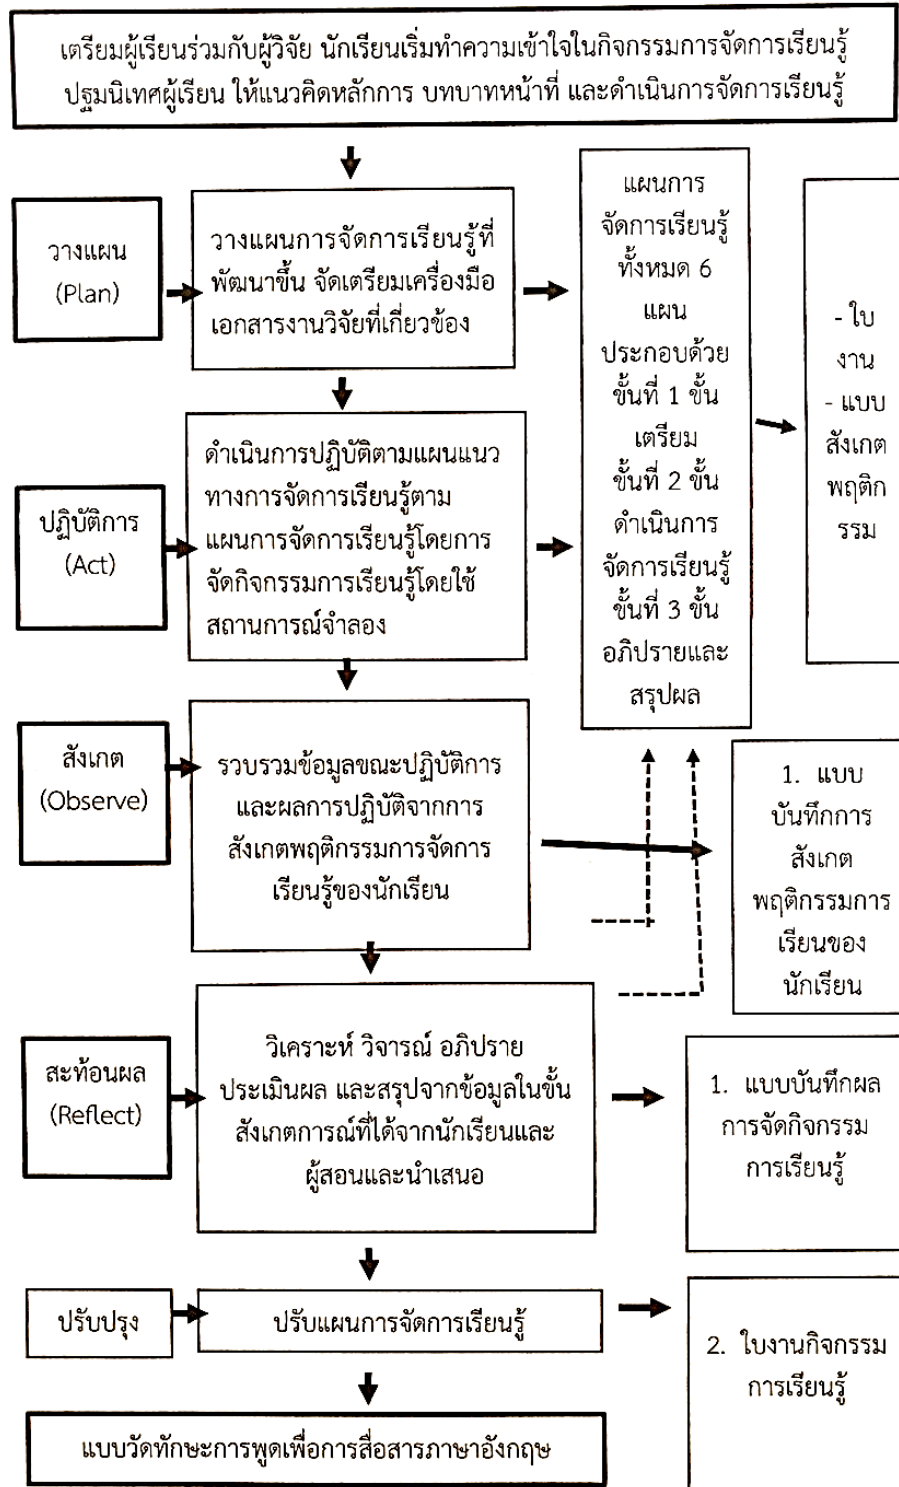 เตรียมผู้เรียนร่วมกับผู้วิจัย นักเรียนเริ่มทำความเข้าใจในกิจกรรมการจัดการเรียนรู้
ปฐมนิเทศผู้เรียน ให้แนวคิดหลักการ บทบาทหน้าที่ และดำเนินการจัดการเรียนรู้
วางแผน
(Plan)
วางแผนการจัดการเรียนรู้ที่
พัฒนาขึ้น จัดเตรียมเครื่องมือ
เอกสารงานวิจัยที่เกี่ยวข้อง
แผนการ
จัดการเรียนรู้
ทั้งหมด 6
แผน
ประกอบด้วย
ขั้นที่ 1 ขั้น
เตรียม
ขั้นที่ 2 ขั้น
ดำเนินการ
จัดการเรียนรู้
ขั้นที่ 3 ขั้น
อภิปรายและ
สรุปผล
- ใบ
งาน
- แบบ
สังเกต
พฤติก
รรม
ปฏิบัติการ
(Act)
ดำเนินการปฏิบัติตามแผนแนว
ทางการจัดการเรียนรู้ตาม
แผนการจัดการเรียนรู้โดยการ
จัดกิจกรรมการเรียนรู้โดยใช้
สถานการณ์จำลอง
สังเกต
(Observe)
รวบรวมข้อมูลขณะปฏิบัติการ
และผลการปฏิบัติจากการ
สังเกตพฤติกรรมการจัดการ
เรียนรู้ของนักเรียน
1. แบบ
บันทึกการ
สังเกต
พฤติกรรมการ
เรียนของ
นักเรียน
สะท้อนผล
(Reflect)
วิเคราะห์ วิจารณ์ อภิปราย
ประเมินผล และสรุปจากข้อมูลในขั้น
สังเกตการณ์ที่ได้จากนักเรียนและ
ผู้สอนและนำเสนอ
1. แบบบันทึกผล
การจัดกิจกรรม
การเรียนรู้
ปรับปรุง
ปรับแผนการจัดการเรียนรู้
2. ใบงานกิจกรรม
การเรียนรู้
แบบวัดทักษะการพูดเพื่อการสื่อสารภาษาอังกฤษ